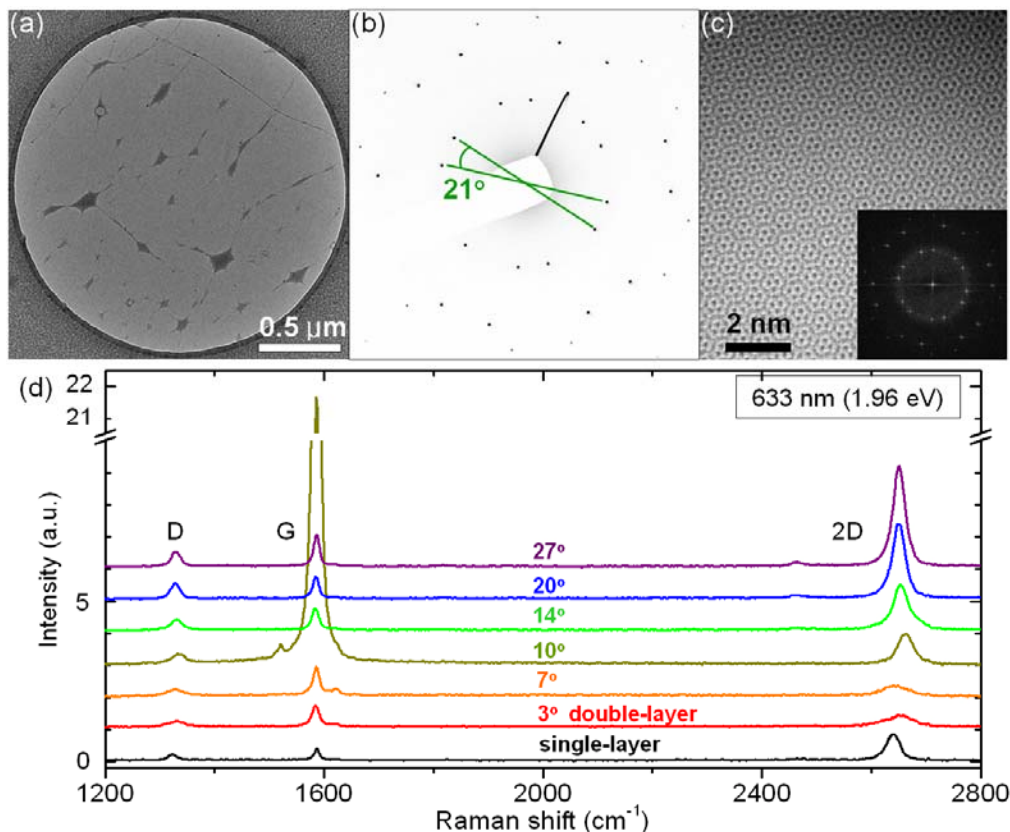 (a)
0.5 μm
(b)
21°
(c)
2 nm
(d)
633 nm (1.96 eV)
22
21
5
0
Intensity (a.u.)
D
G
2D
27°
20°
14°
10°
7°
3° double-layer
single-layer
1200 1600 2000 2400 2800
Raman shift (cm⁻¹)